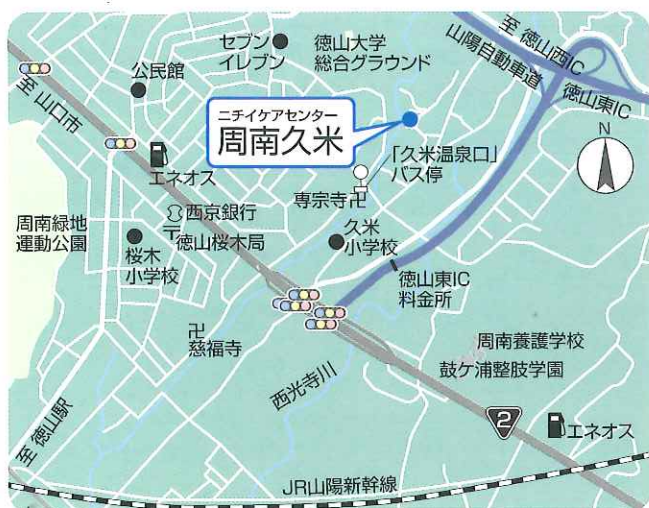 セブン
イレブン
徳山大学
総合グラウンド
至 徳山西IC
山陽自動車道
徳山東IC
公民館
至 山口市
ニチイケアセンター
周南久米
N
エネオス
「久米温泉口」
バス停
専宗寺卍
西京銀行
〒徳山桜木局
周南緑地
運動公園
桜木
小学校
久米
小学校
徳山東IC
料金所
卍
慈福寺
西光寺川
周南養護学校
鼓ケ浦整肢学園
2
エネオス
至 徳山駅
JR山陽新幹線